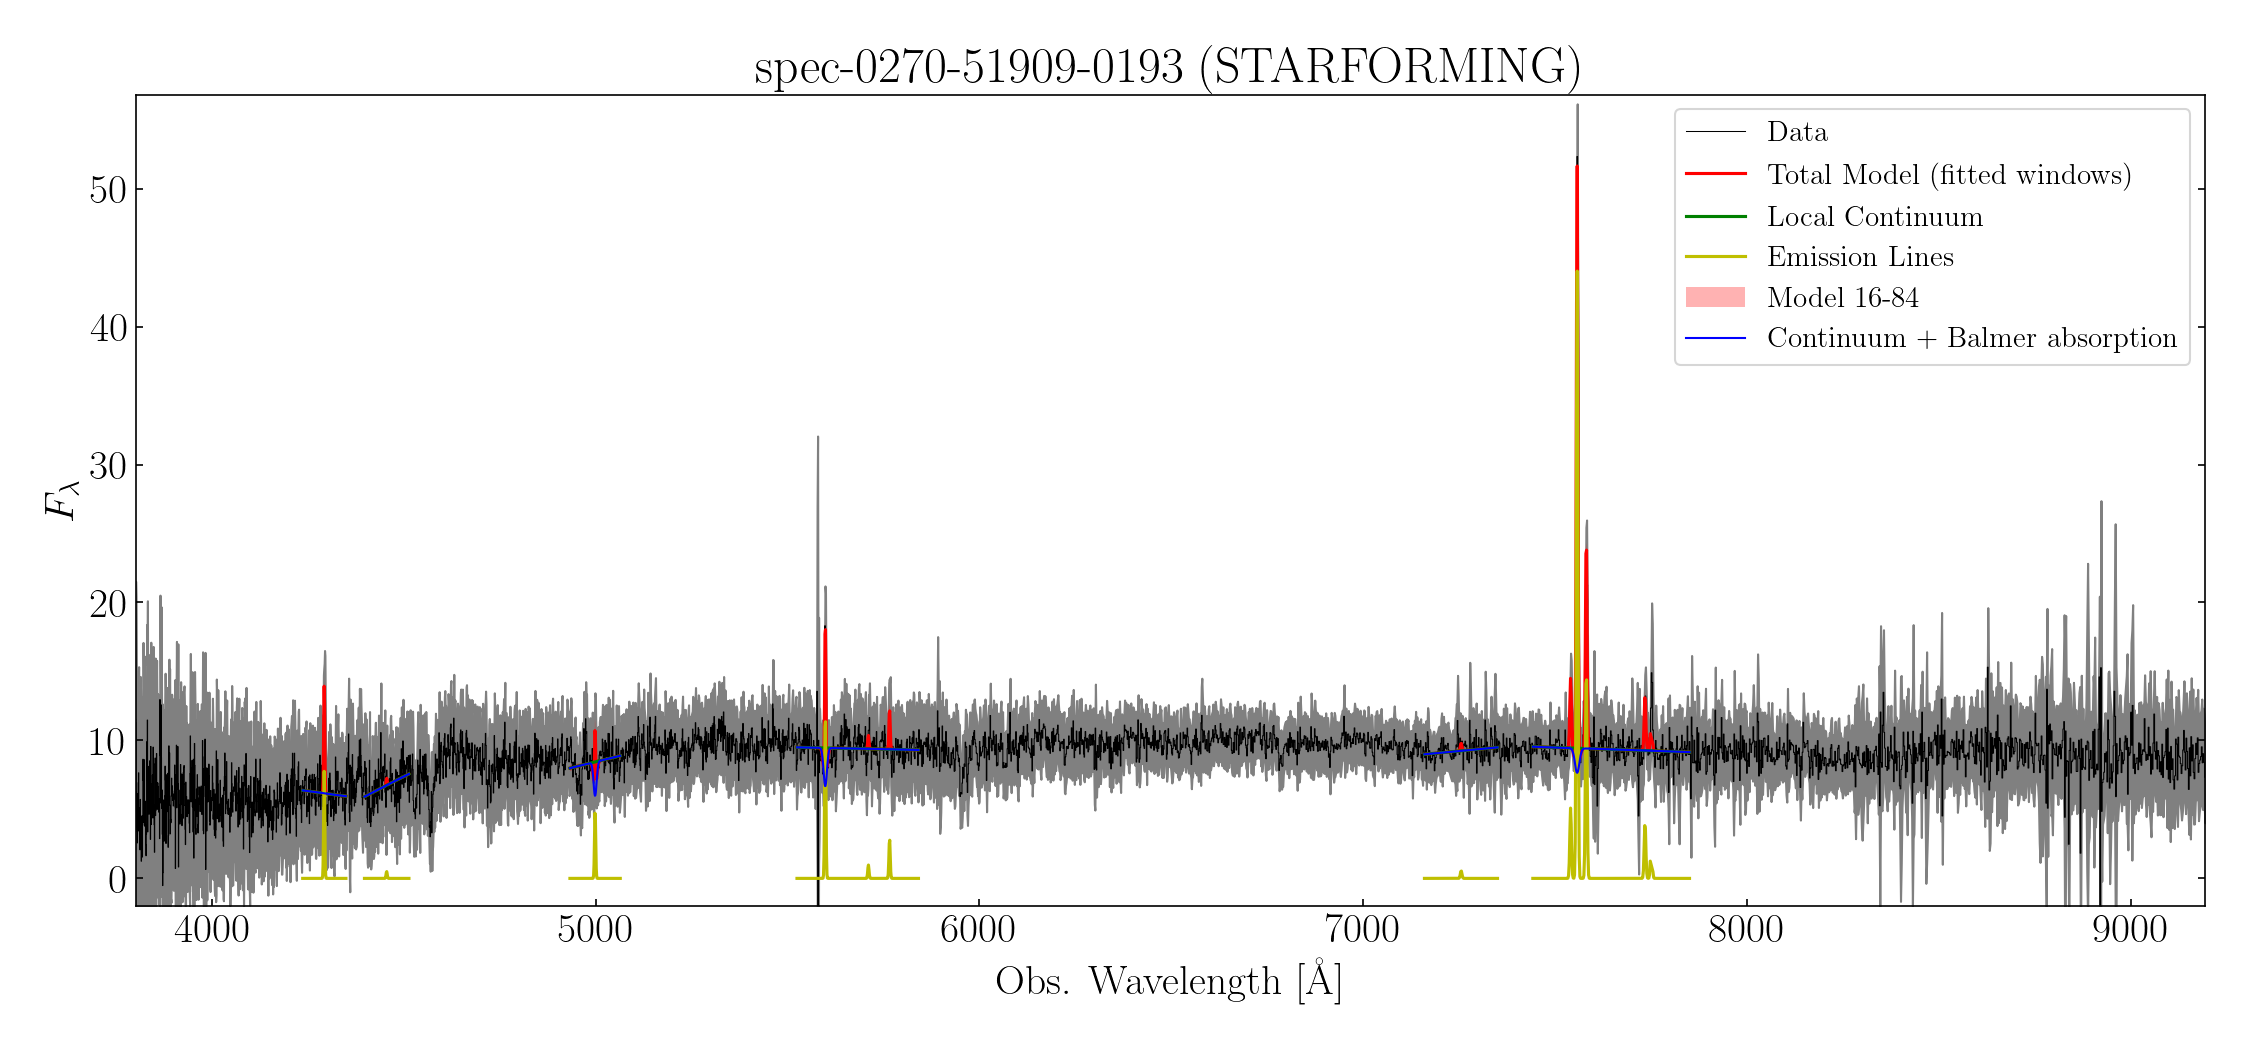 spec-0270-51909-0193 (STARFORMING)
Data
Total Model (fitted windows)
Local Continuum
Emission Lines
Model 16-84
Continuum + Balmer absorption
50
40
30
20
10
0
Fλ
4000 5000 6000 7000 8000 9000
Obs. Wavelength [Å]